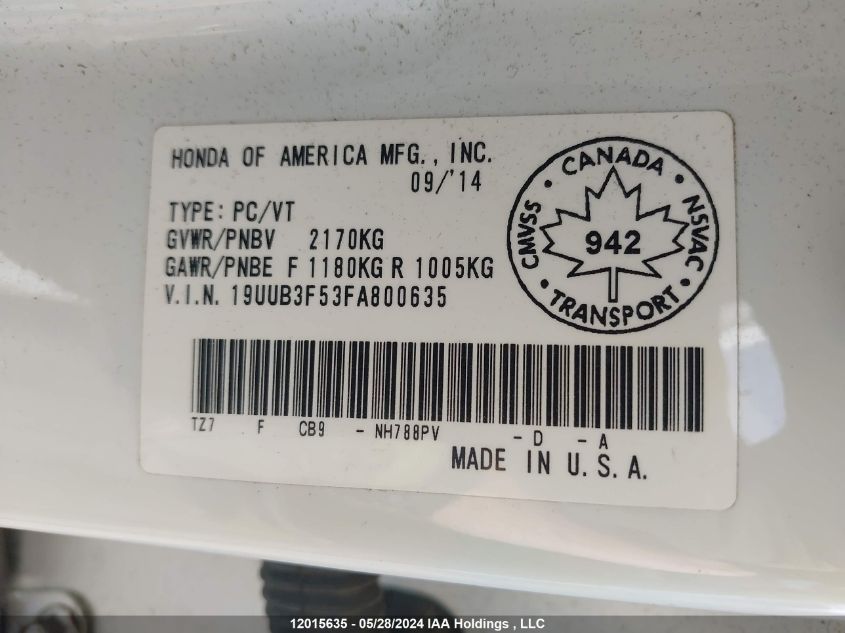 HONDA OF AMERICA MFG., INC.
09/'14
TYPE: PC/VT
GVWR/PNBV 2170KG
GAWR/PNBE F 1180KG R 1005KG
V.I.N. 19UUB3F53FA800635
CANADA
CMVSS
NSVAC
942
TRANSPORT
TZ7 F CB9 - NH788PV - D - A
MADE IN U.S.A.
12015635 - 05/28/2024 IAA Holdings , LLC